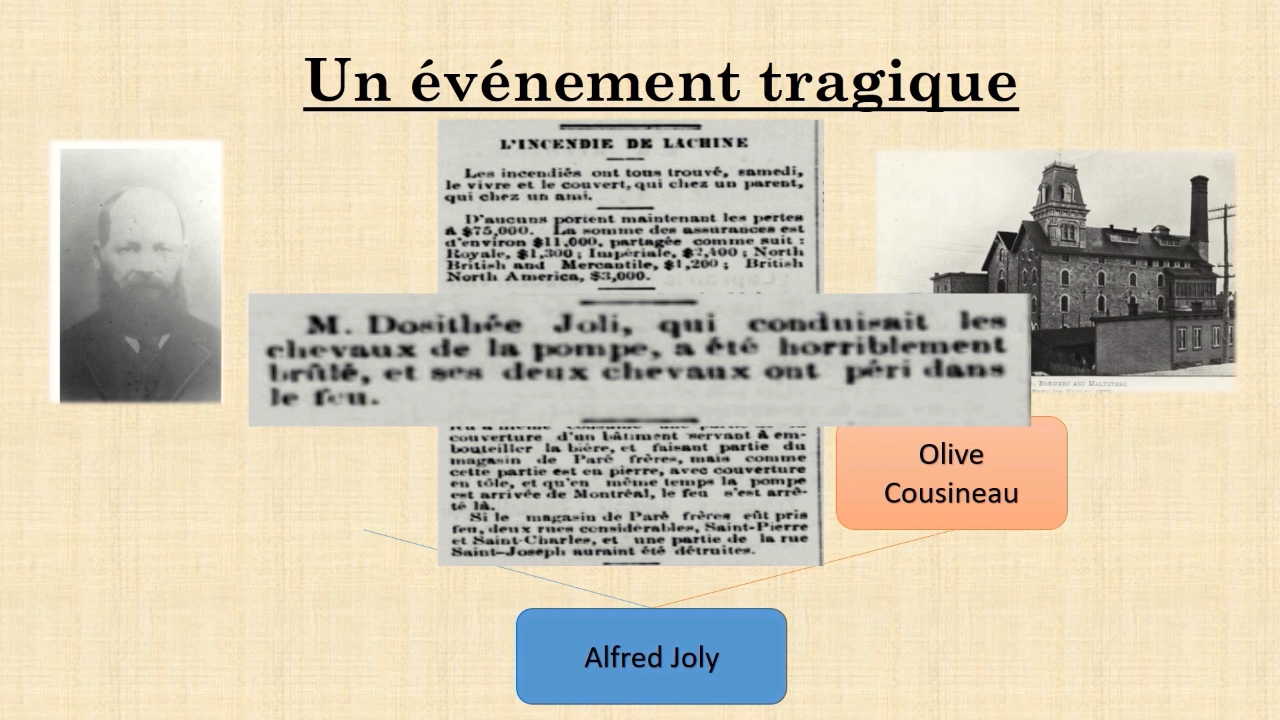 Un événement tragique
L'INCENDIE DE LACHINE
Les incendiés ont tous trouvé, samedi,
le vivre et le couvert, qui chez un parent,
qui chez un ami.
D'aucuns portent maintenant les pertes
à $75,000. La somme des assurances est
d'environ $11,000, partagée comme suit :
Royale, $1,300 ; Impériale, $2,400 ; North
British and Mercantile, $1,200 ; British
North America, $3,000.
M. Dosithée Joli, qui conduisait les
chevaux de la pompe, a été horriblement
brûlé, et ses deux chevaux ont péri dans
le feu.
couverture d'un bâtiment servant à em-
bouteiller la bière, et faisant partie du
magasin de Paré frères, mais comme
cette partie est en pierre, avec couverture
en tôle, et qu'en même temps la pompe
est arrivée de Montréal, le feu s'est arrê-
té là.
Si le magasin de Paré frères eût pris
feu, deux rues considérables, Saint-Pierre
et Saint-Charles, et une partie de la rue
Saint-Joseph auraint été détruites.
Olive
Cousineau
Alfred Joly